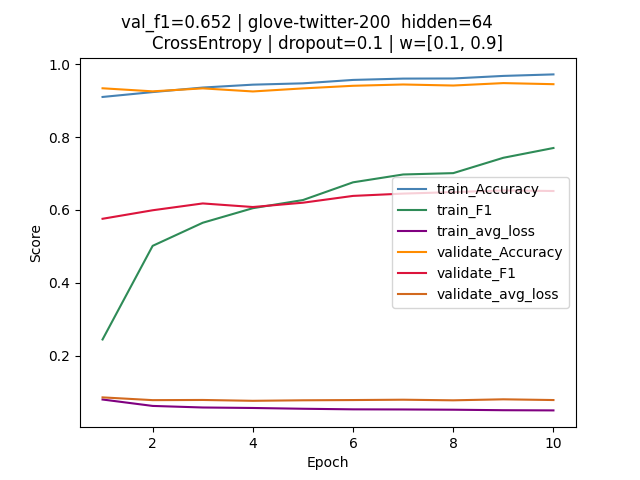 val_f1=0.652 | glove-twitter-200  hidden=64
CrossEntropy | dropout=0.1 | w=[0.1, 0.9]
1.0
0.8
0.6
0.4
0.2
Score
train_Accuracy
train_F1
train_avg_loss
validate_Accuracy
validate_F1
validate_avg_loss
2
4
6
8
10
Epoch